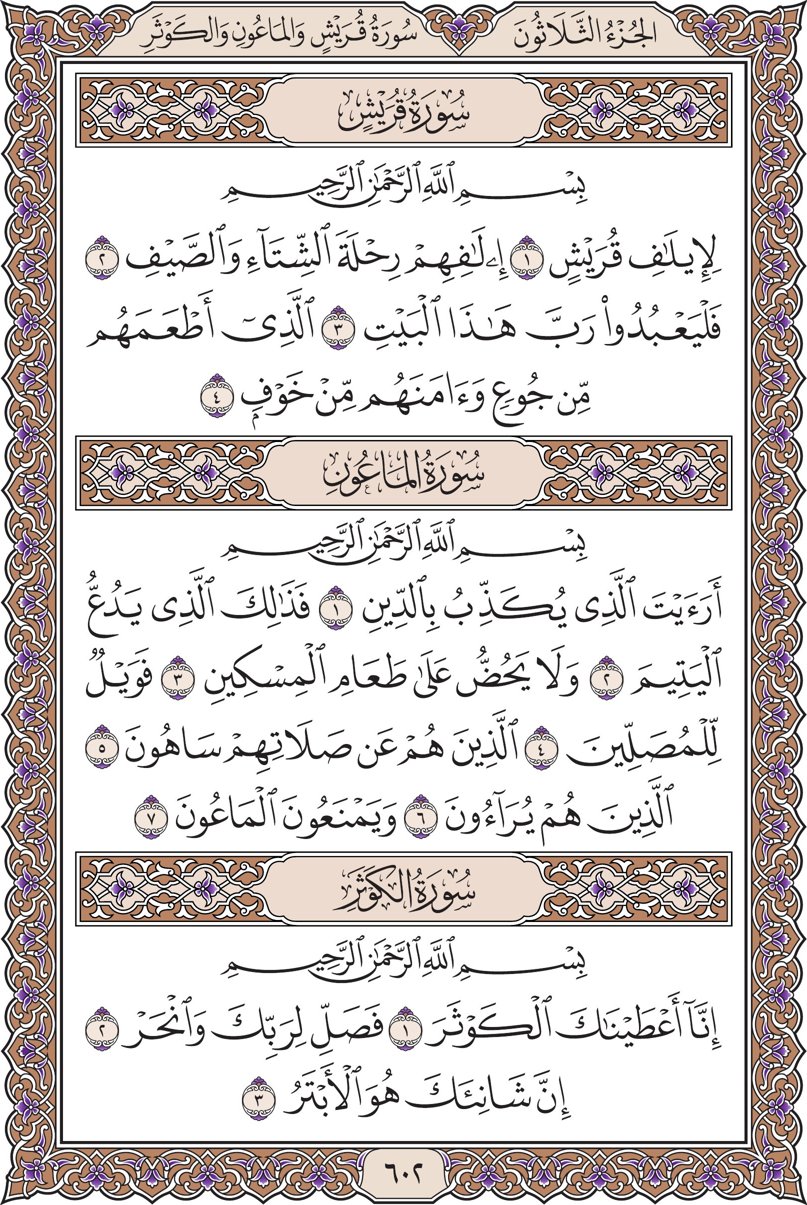 الجُزْءُ الثَّلَاثُونَ
سُورَةُ قُرَيْشٍ وَالمَاعُونِ وَالكَوْثَرِ
سُورَةُ قُرَيْشٍ
بِسْمِ ٱللَّهِ ٱلرَّحْمَٰنِ ٱلرَّحِيمِ
لِإِيلَٰفِ قُرَيْشٍ ١ إِۦلَٰفِهِمْ رِحْلَةَ ٱلشِّتَآءِ وَٱلصَّيْفِ ٢
فَلْيَعْبُدُواْ رَبَّ هَٰذَا ٱلْبَيْتِ ٣ ٱلَّذِىٓ أَطْعَمَهُم
مِّن جُوعٍ وَءَامَنَهُم مِّنْ خَوْفٍۭ ٤
سُورَةُ المَاعُونِ
بِسْمِ ٱللَّهِ ٱلرَّحْمَٰنِ ٱلرَّحِيمِ
أَرَءَيْتَ ٱلَّذِى يُكَذِّبُ بِٱلدِّينِ ١ فَذَٰلِكَ ٱلَّذِى يَدُعُّ
ٱلْيَتِيمَ ٢ وَلَا يَحُضُّ عَلَىٰ طَعَامِ ٱلْمِسْكِينِ ٣ فَوَيْلٌ
لِّلْمُصَلِّينَ ٤ ٱلَّذِينَ هُمْ عَن صَلَاتِهِمْ سَاهُونَ ٥
ٱلَّذِينَ هُمْ يُرَآءُونَ ٦ وَيَمْنَعُونَ ٱلْمَاعُونَ ٧
سُورَةُ الكَوْثَرِ
بِسْمِ ٱللَّهِ ٱلرَّحْمَٰنِ ٱلرَّحِيمِ
إِنَّآ أَعْطَيْنَٰكَ ٱلْكَوْثَرَ ١ فَصَلِّ لِرَبِّكَ وَٱنْحَرْ ٢
إِنَّ شَانِئَكَ هُوَ ٱلْأَبْتَرُ ٣
٦٠٢